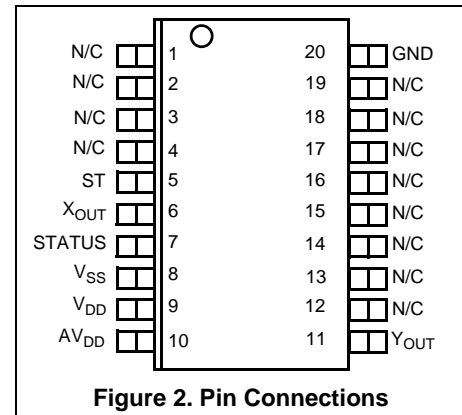 N/C 1 20 GND
N/C 2 19 N/C
N/C 3 18 N/C
N/C 4 17 N/C
ST 5 16 N/C
XOUT 6 15 N/C
STATUS 7 14 N/C
VSS 8 13 N/C
VDD 9 12 N/C
AVDD 10 11 YOUT
Figure 2. Pin Connections